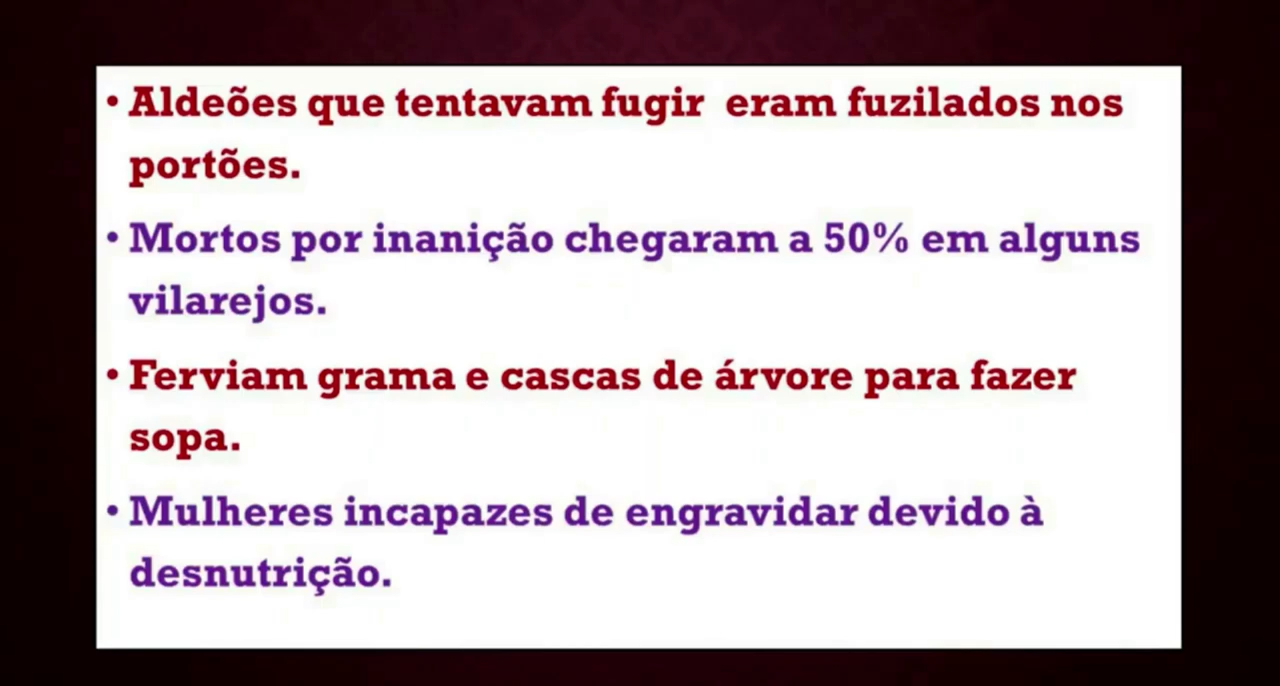 • Aldeões que tentavam fugir eram fuzilados nos
portões.
• Mortos por inanição chegaram a 50% em alguns
vilarejos.
• Ferviam grama e cascas de árvore para fazer
sopa.
• Mulheres incapazes de engravidar devido à
desnutrição.